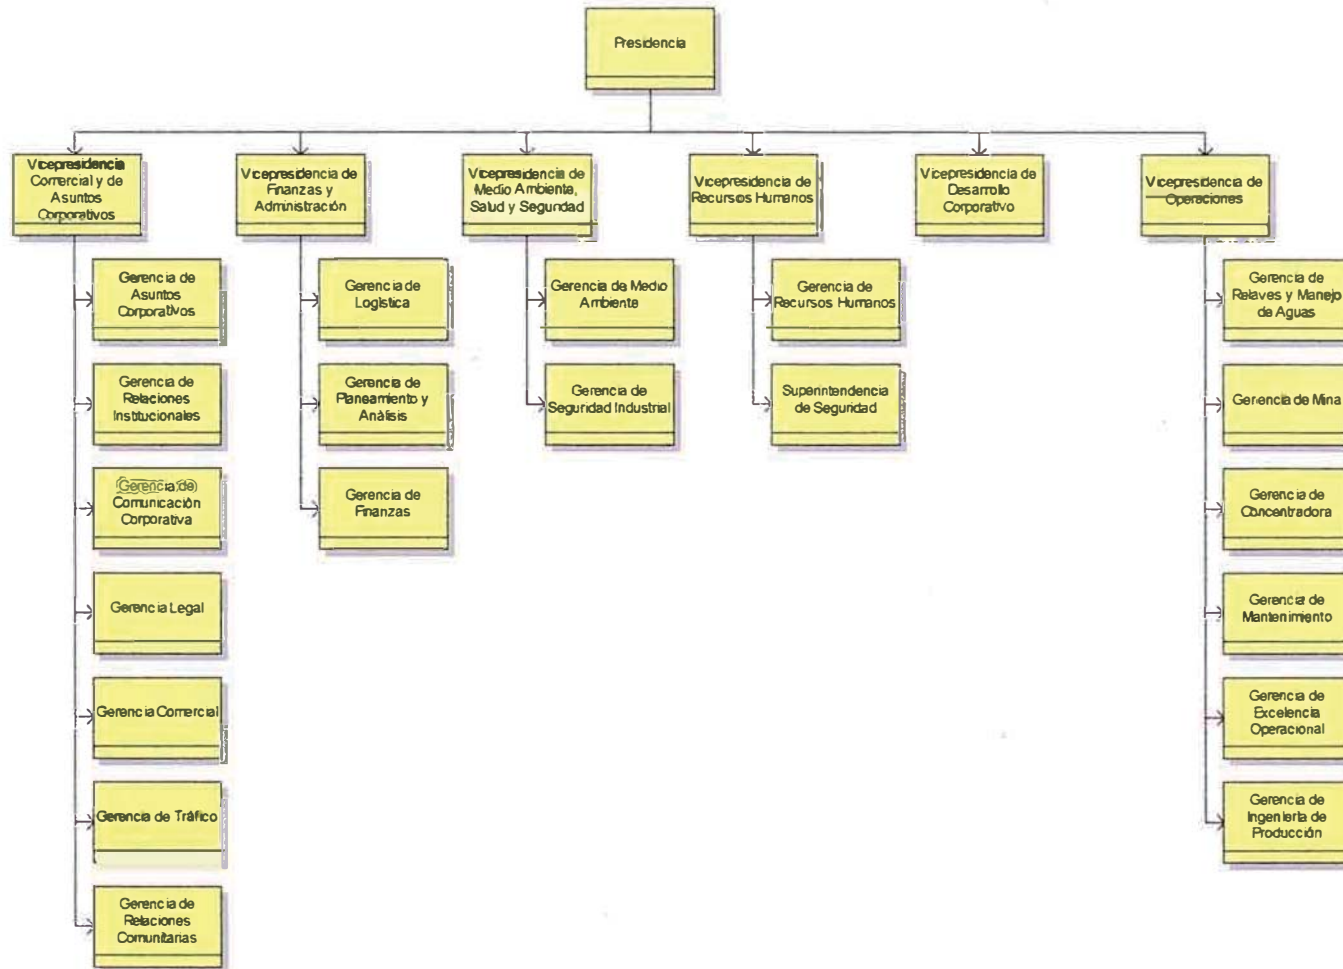 Presidencia
Vicepresidencia
Comercial y de
Asuntos
Corporativos
Vicepresidencia de
Finanzas y
Administración
Vicepresidencia de
Medio Ambiente,
Salud y Seguridad
Vicepresidencia de
Recursos Humanos
Vicepresidencia de
Desarrollo
Corporativo
Vicepresidencia de
Operaciones
Gerencia de
Asuntos
Corporativos
Gerencia de
Relaciones
Institucionales
Gerencia de
Comunicación
Corporativa
Gerencia Legal
Gerencia Comercial
Gerencia de Tráfico
Gerencia de
Relaciones
Comunitarias
Gerencia de
Logística
Gerencia de
Planeamiento y
Análisis
Gerencia de
Finanzas
Gerencia de Medio
Ambiente
Gerencia de
Seguridad Industrial
Gerencia de
Recursos Humanos
Superintendencia
de Seguridad
Gerencia de
Relaves y Manejo
de Aguas
Gerencia de Mina
Gerencia de
Concentradora
Gerencia de
Mantenimiento
Gerencia de
Excelencia
Operacional
Gerencia de
Ingeniería de
Producción